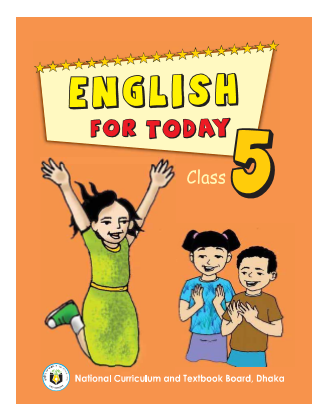 ENGLISH
FOR TODAY
Class 5
National Curriculum and Textbook Board, Dhaka